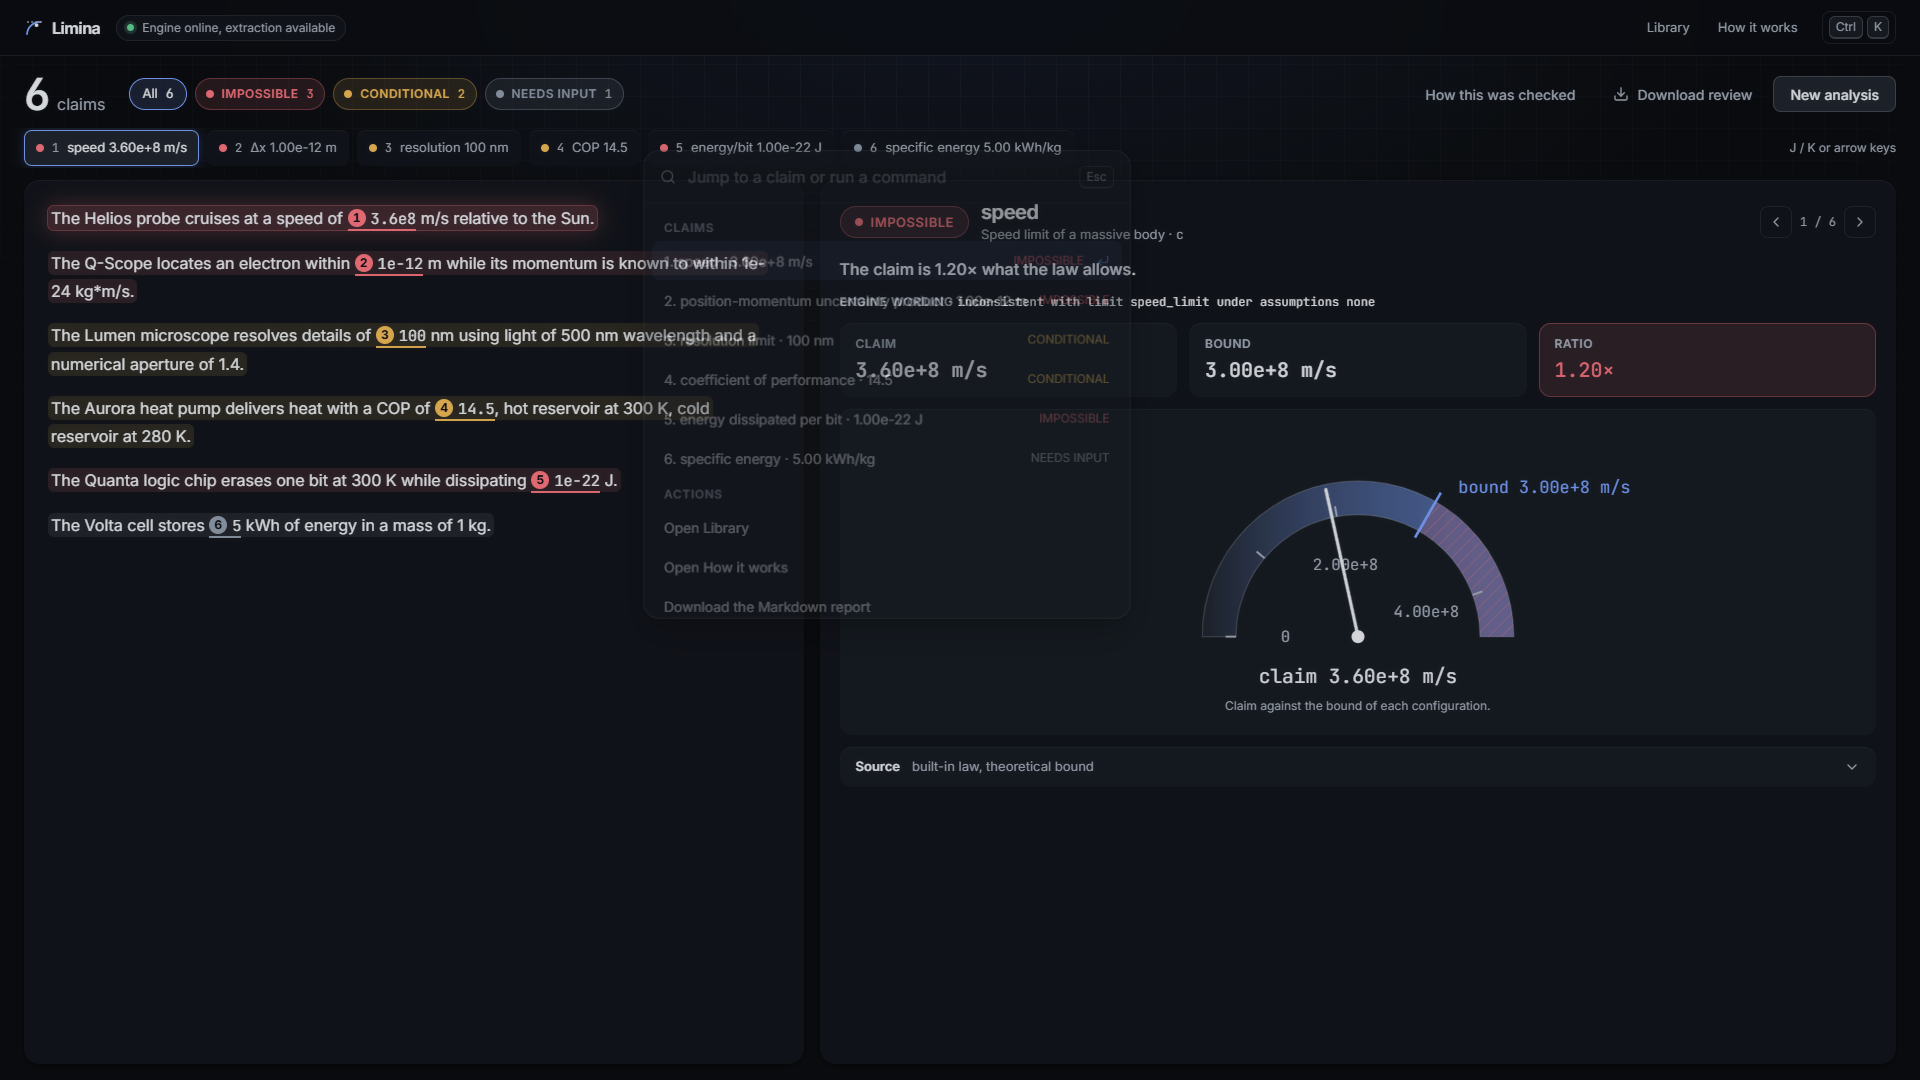 Limina
Engine online, extraction available
Library
How it works
Ctrl K
6 claims
All 6
IMPOSSIBLE 3
CONDITIONAL 2
NEEDS INPUT 1
How this was checked
Download review
New analysis
1 speed 3.60e+8 m/s
2 Δx 1.00e-12 m
3 resolution 100 nm
4 COP 14.5
5 energy/bit 1.00e-22 J
6 specific energy 5.00 kWh/kg
J / K or arrow keys
The Helios probe cruises at a speed of 1 3.6e8 m/s relative to the Sun.
The Q-Scope locates an electron within 2 1e-12 m while its momentum is known to within 1e-
24 kg*m/s.
The Lumen microscope resolves details of 3 100 nm using light of 500 nm wavelength and a
numerical aperture of 1.4.
The Aurora heat pump delivers heat with a COP of 4 14.5, hot reservoir at 300 K, cold
reservoir at 280 K.
The Quanta logic chip erases one bit at 300 K while dissipating 5 1e-22 J.
The Volta cell stores 6 5 kWh of energy in a mass of 1 kg.
Jump to a claim or run a command
Esc
CLAIMS
IMPOSSIBLE
2. position-momentum
3. resolution limit · 100 nm
CONDITIONAL
4. coefficient of performance · 14.5
CONDITIONAL
5. energy dissipated per bit · 1.00e-22 J
IMPOSSIBLE
6. specific energy · 5.00 kWh/kg
NEEDS INPUT
ACTIONS
Open Library
Open How it works
Download the Markdown report
IMPOSSIBLE
speed
Speed limit of a massive body · c
1 / 6
The claim is 1.20× what the law allows.
ENGINE WORDING inconsistent with limit speed_limit under assumptions none
CLAIM
3.60e+8 m/s
BOUND
3.00e+8 m/s
RATIO
1.20×
bound 3.00e+8 m/s
2.00e+8
4.00e+8
0
claim 3.60e+8 m/s
Claim against the bound of each configuration.
Source built-in law, theoretical bound